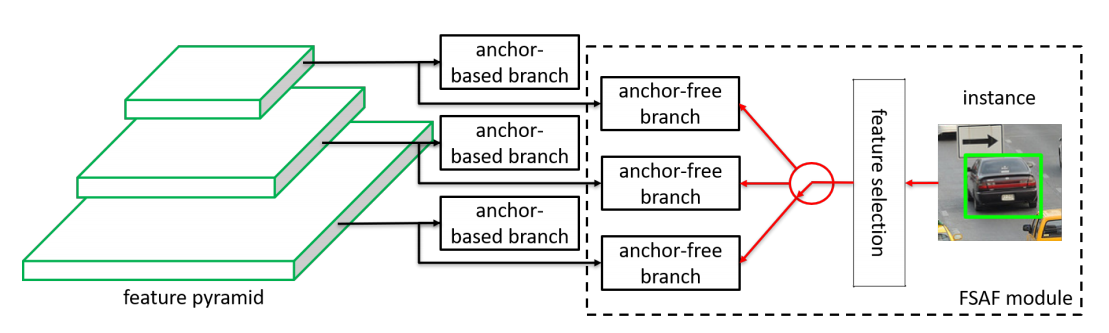 anchor-
based branch
anchor-free
branch
anchor-
based branch
anchor-free
branch
anchor-
based branch
anchor-free
branch
feature selection
instance
feature pyramid
FSAF module